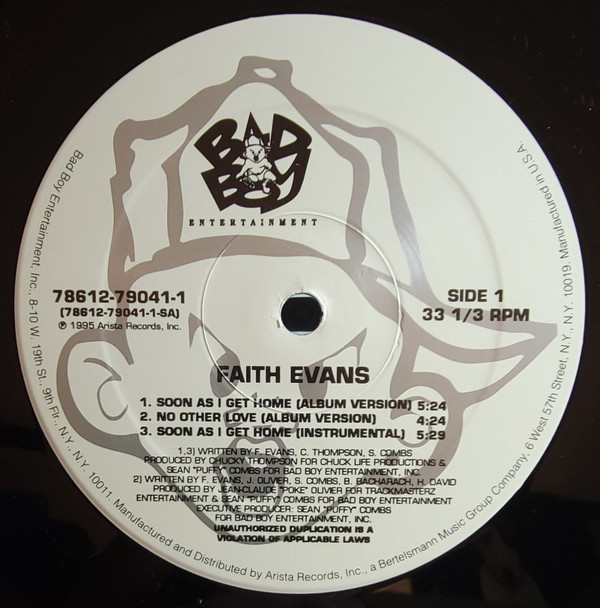 BAD
BOY
ENTERTAINMENT
78612-79041-1
(78612-79041-1-SA)
℗ 1995 Arista Records, Inc.
SIDE 1
33 1/3 RPM
FAITH EVANS
1. SOON AS I GET HOME (ALBUM VERSION) 5:24
2. NO OTHER LOVE (ALBUM VERSION) 4:24
3. SOON AS I GET HOME (INSTRUMENTAL) 5:29
1,3) WRITTEN BY F. EVANS, C. THOMPSON, S. COMBS
PRODUCED BY CHUCKY THOMPSON FOR CHUCK LIFE PRODUCTIONS &
SEAN "PUFFY" COMBS FOR BAD BOY ENTERTAINMENT, INC.
2) WRITTEN BY F. EVANS, J. OLIVER, S. COMBS, B. BACHARACH, H. DAVID
PRODUCED BY JEAN-CLAUDE "POKE" OLIVER FOR TRACKMASTERZ
ENTERTAINMENT & SEAN "PUFFY" COMBS FOR BAD BOY ENTERTAINMENT
EXECUTIVE PRODUCER: SEAN "PUFFY" COMBS
FOR BAD BOY ENTERTAINMENT, INC.
UNAUTHORIZED DUPLICATION IS A
VIOLATION OF APPLICABLE LAWS
Bad Boy Entertainment, Inc., 8-10 W. 19th St., 9th Flr., N.Y., N.Y. 10011. Manufactured and Distributed by Arista Records, Inc., a Bertelsmann Music Group Company, 6 West 57th Street, N.Y., N.Y. 10019. Manufactured in U.S.A.